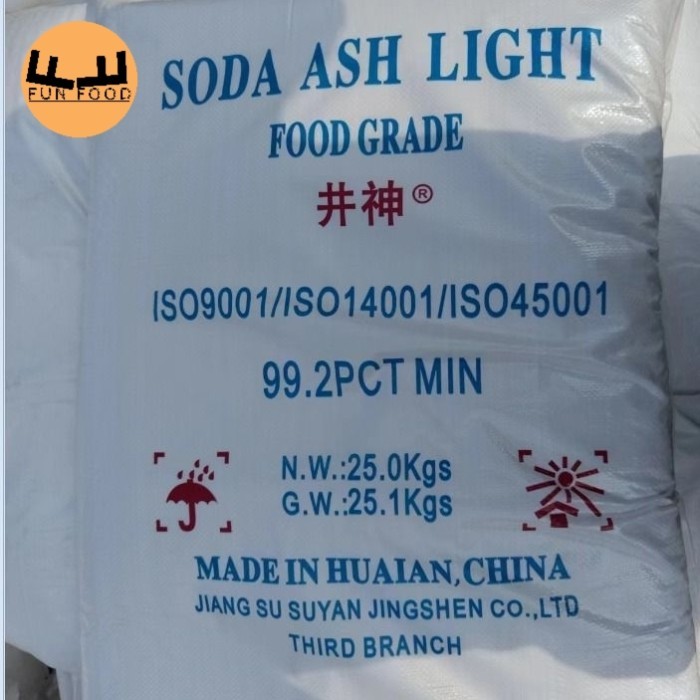 FUN FOOD
SODA ASH LIGHT
FOOD GRADE
井神®
ISO9001/ISO14001/ISO45001
99.2PCT MIN
N.W.:25.0Kgs
G.W.:25.1Kgs
MADE IN HUAIAN,CHINA
JIANG SU SUYAN JINGSHEN CO.,LTD
THIRD BRANCH